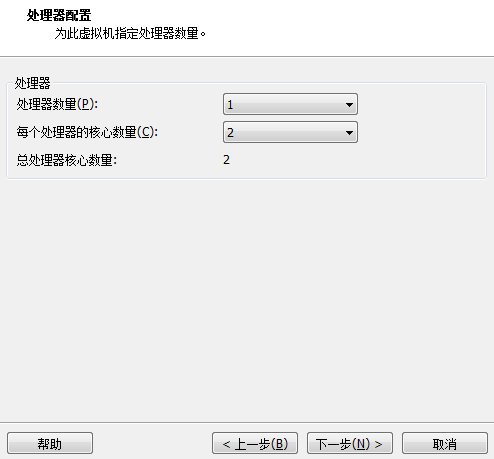 处理器配置
为此虚拟机指定处理器数量。
处理器
处理器数量(P): 1
每个处理器的核心数量(C): 2
总处理器核心数量: 2
帮助 < 上一步(B) 下一步(N) > 取消